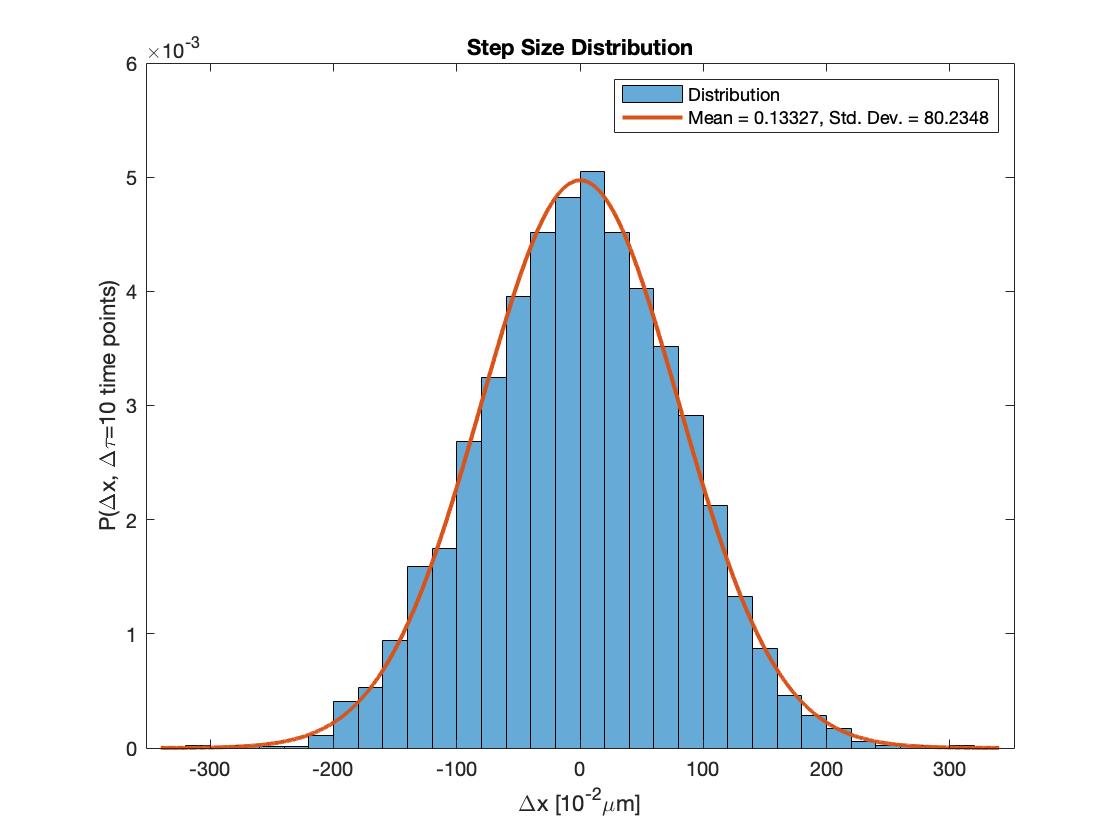 Step Size Distribution
×10⁻³
Distribution
Mean = 0.13327, Std. Dev. = 80.2348
6
5
4
3
2
1
0
P(Δx, Δτ=10 time points)
-300 -200 -100 0 100 200 300
Δx [10⁻²μm]